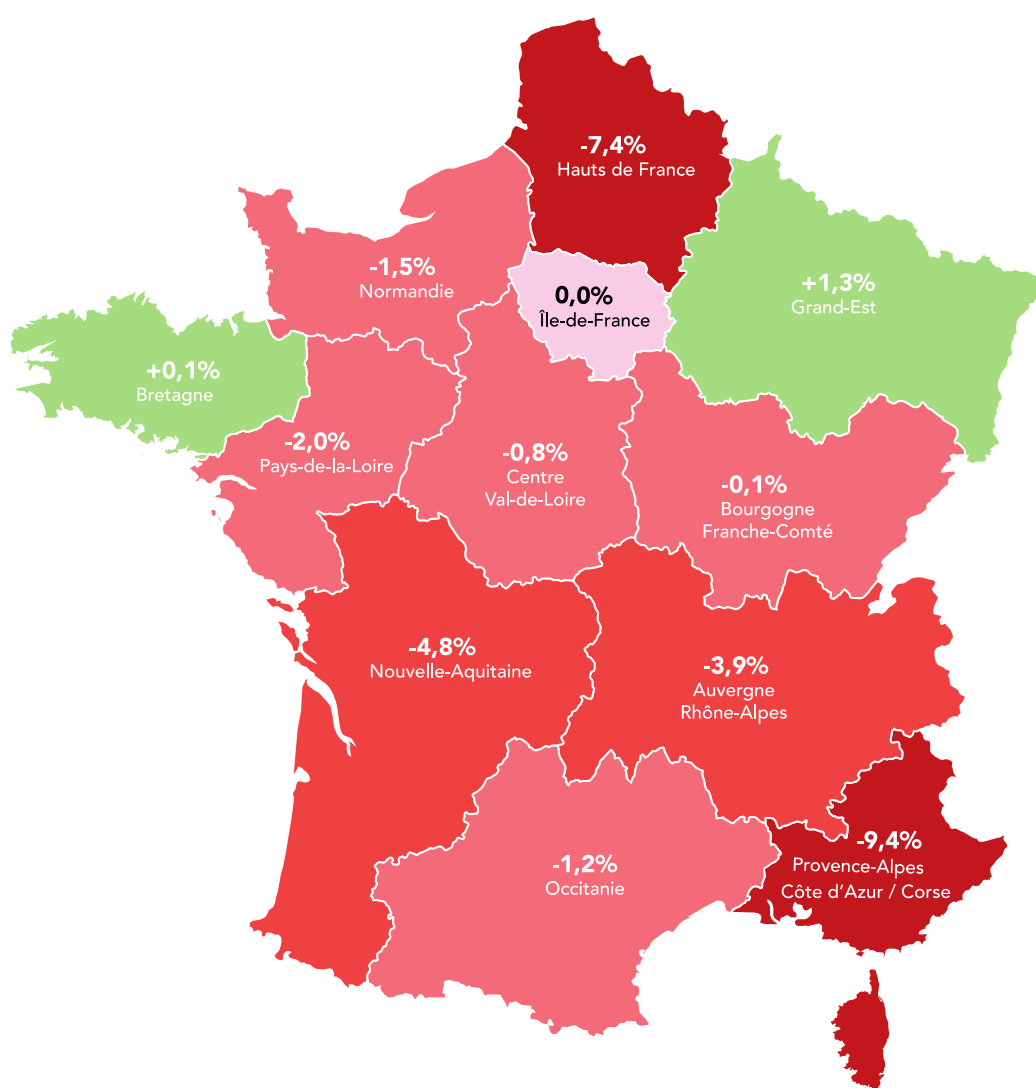 -7,4%
Hauts de France
-1,5%
Normandie
0,0%
Île-de-France
+1,3%
Grand-Est
+0,1%
Bretagne
-2,0%
Pays-de-la-Loire
-0,8%
Centre
Val-de-Loire
-0,1%
Bourgogne
Franche-Comté
-4,8%
Nouvelle-Aquitaine
-3,9%
Auvergne
Rhône-Alpes
-1,2%
Occitanie
-9,4%
Provence-Alpes
Côte d'Azur / Corse